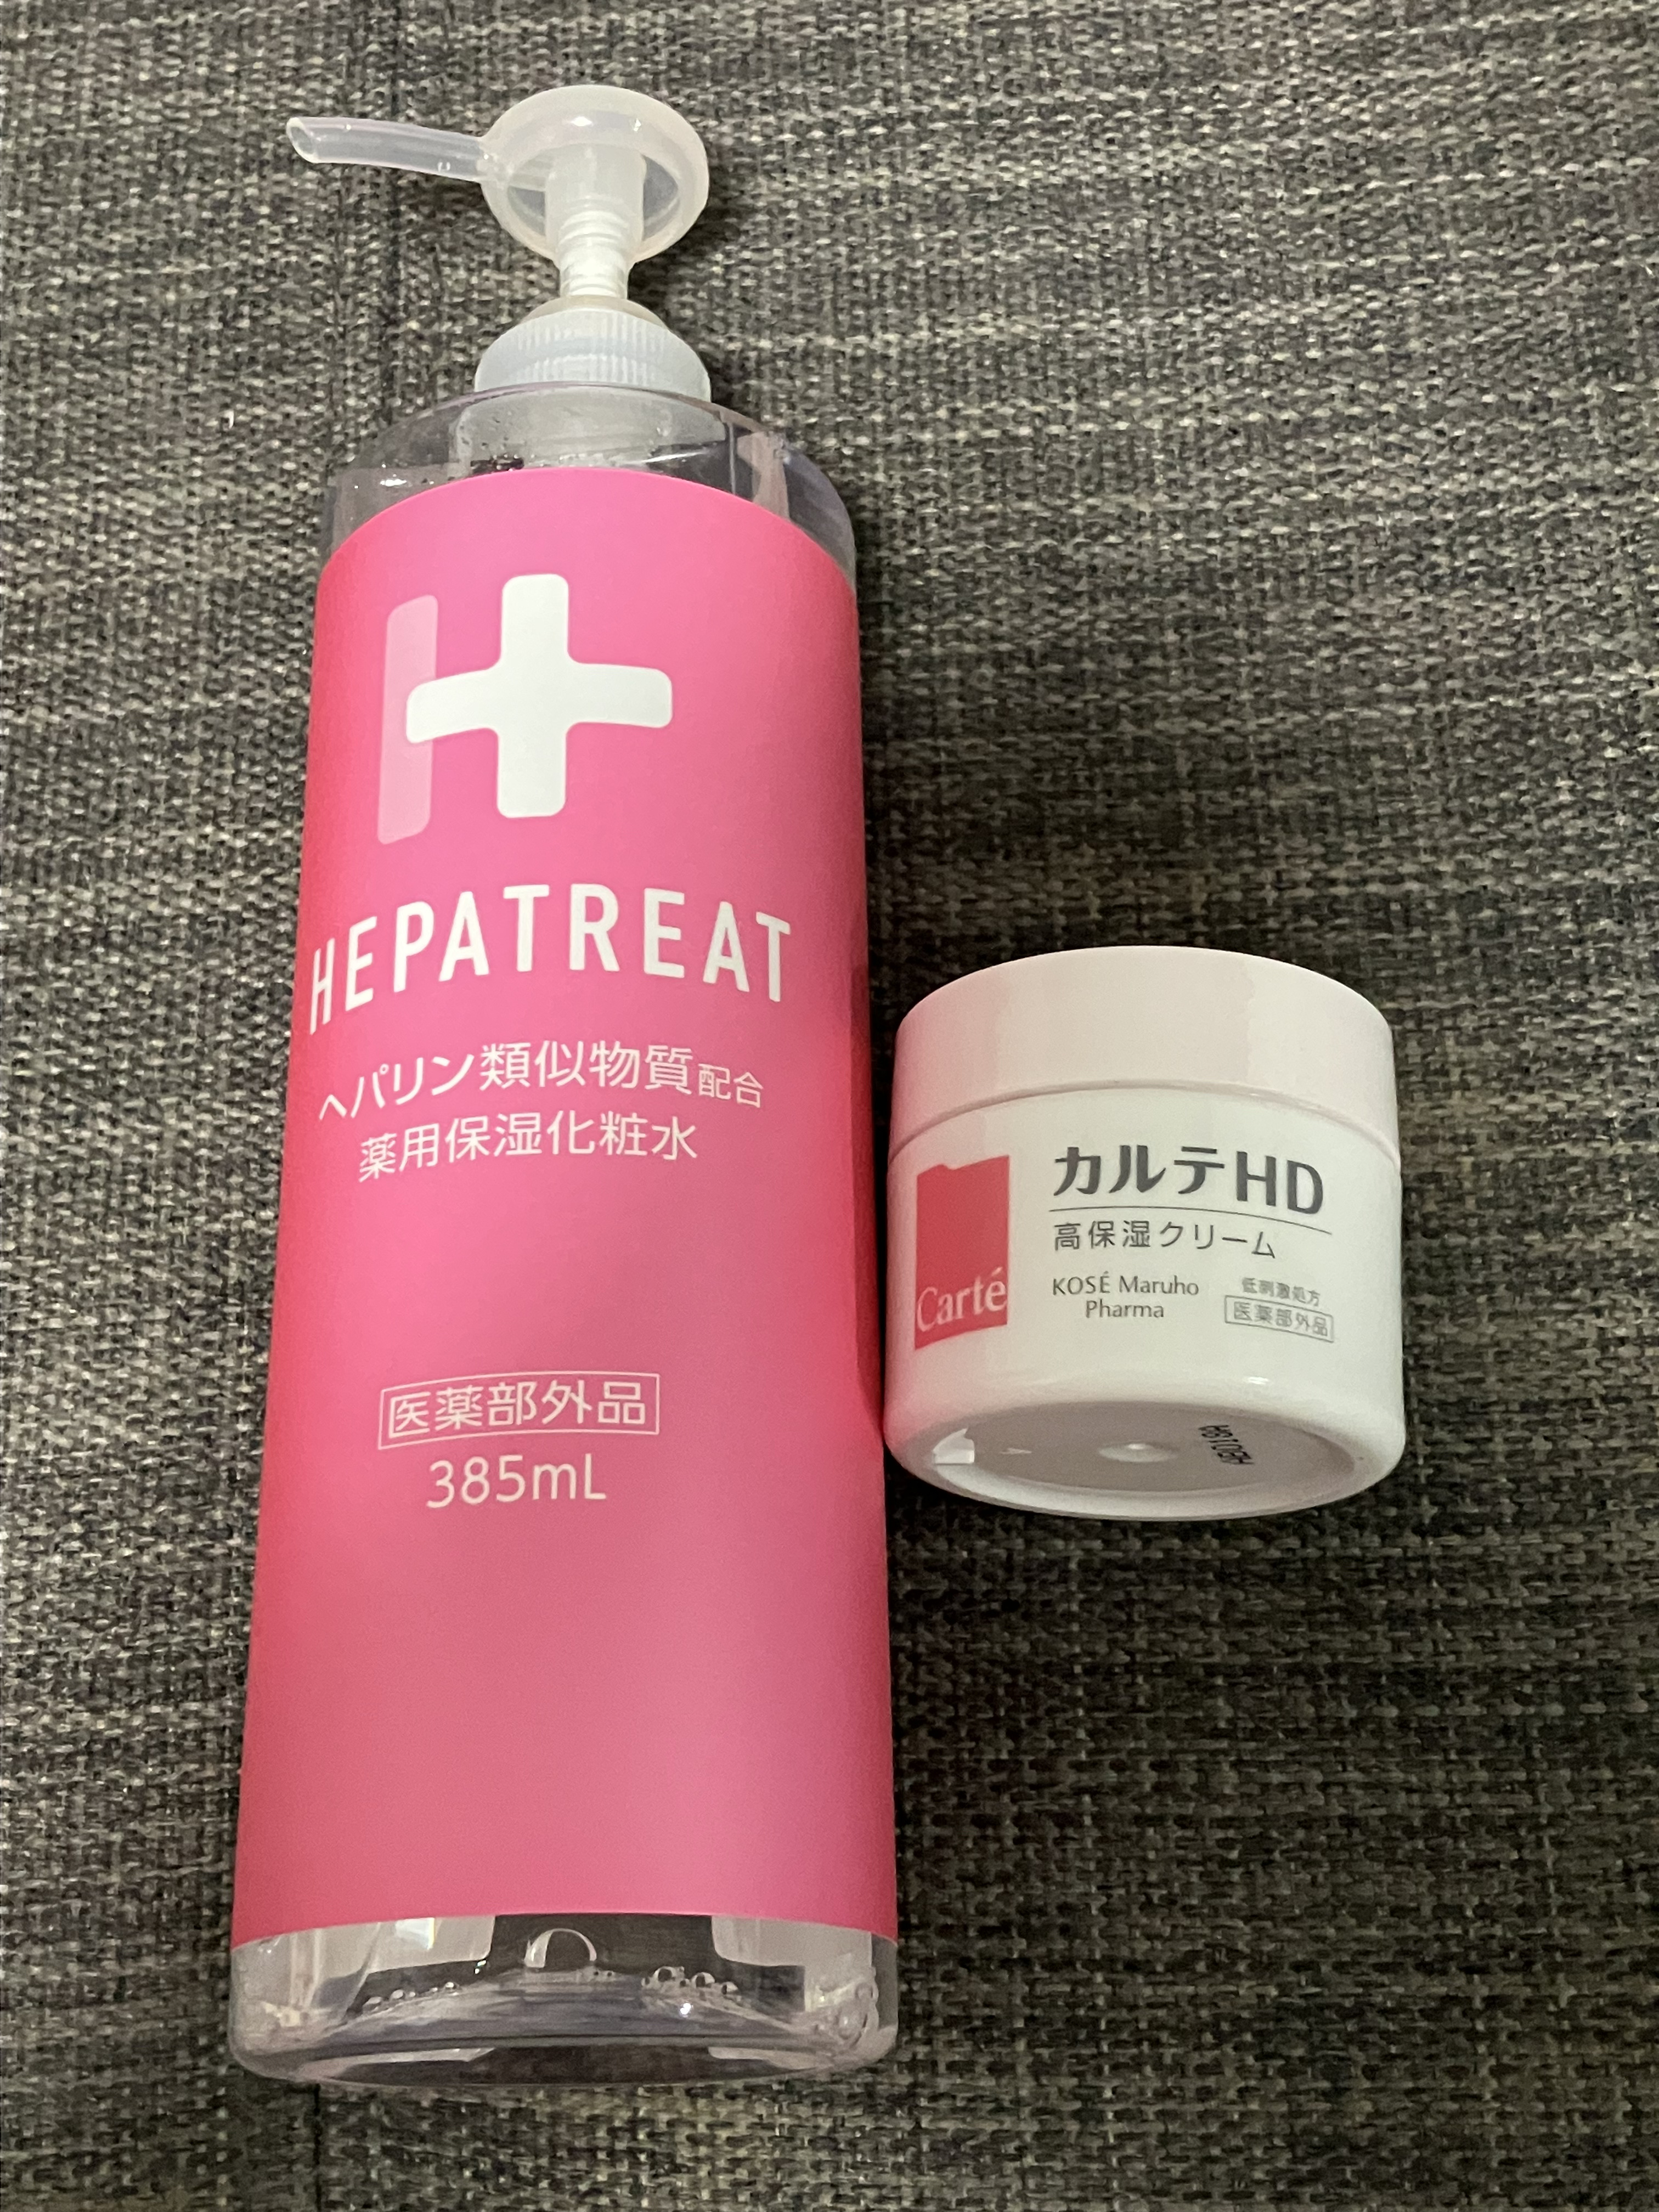 HEPATREAT
ヘパリン類似物質配合
薬用保湿化粧水
医薬部外品
385mL
カルテHD
高保湿クリーム
Carté
KOSÉ Maruho
Pharma
低刺激処方
医薬部外品